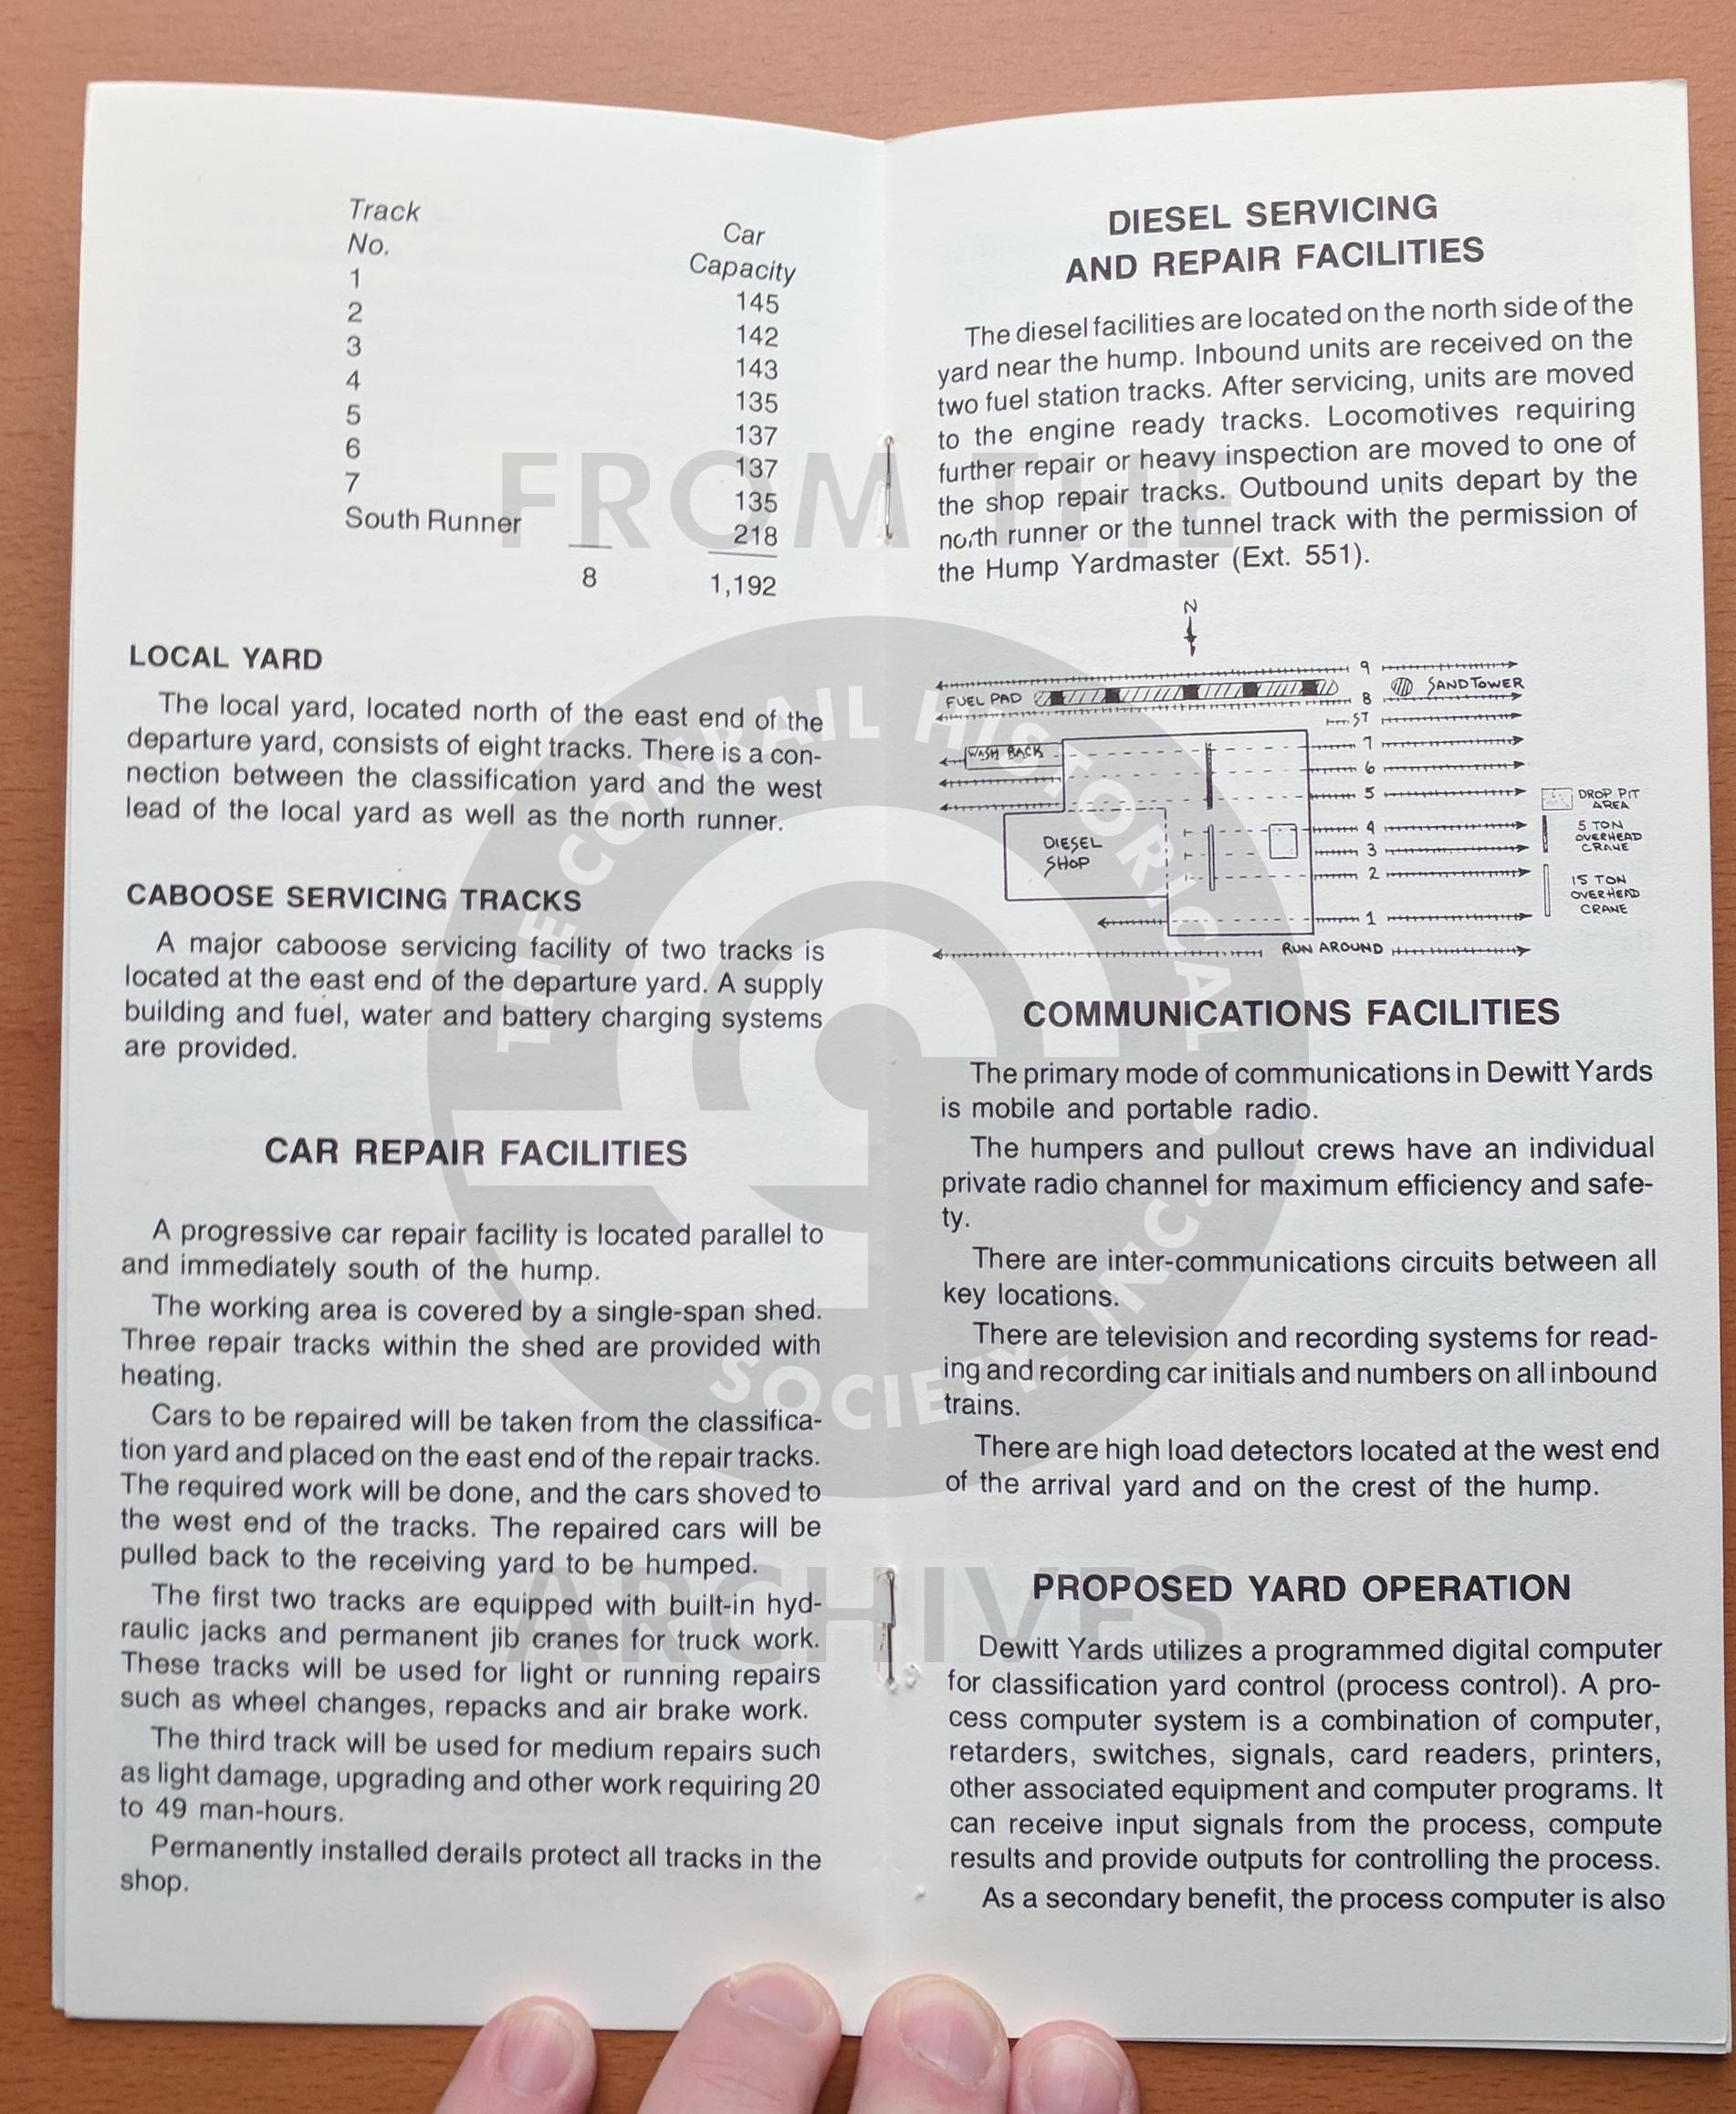 Track
No.
Car
Capacity
1 145
2 142
3 143
4 135
5 137
6 137
7 135
South Runner 218
8 1,192
LOCAL YARD
The local yard, located north of the east end of the
departure yard, consists of eight tracks. There is a con-
nection between the classification yard and the west
lead of the local yard as well as the north runner.
CABOOSE SERVICING TRACKS
A major caboose servicing facility of two tracks is
located at the east end of the departure yard. A supply
building and fuel, water and battery charging systems
are provided.
CAR REPAIR FACILITIES
A progressive car repair facility is located parallel to
and immediately south of the hump.
The working area is covered by a single-span shed.
Three repair tracks within the shed are provided with
heating.
Cars to be repaired will be taken from the classifica-
tion yard and placed on the east end of the repair tracks.
The required work will be done, and the cars shoved to
the west end of the tracks. The repaired cars will be
pulled back to the receiving yard to be humped.
The first two tracks are equipped with built-in hyd-
raulic jacks and permanent jib cranes for truck work.
These tracks will be used for light or running repairs
such as wheel changes, repacks and air brake work.
The third track will be used for medium repairs such
as light damage, upgrading and other work requiring 20
to 49 man-hours.
Permanently installed derails protect all tracks in the
shop.
DIESEL SERVICING
AND REPAIR FACILITIES
The diesel facilities are located on the north side of the
yard near the hump. Inbound units are received on the
two fuel station tracks. After servicing, units are moved
to the engine ready tracks. Locomotives requiring
further repair or heavy inspection are moved to one of
the shop repair tracks. Outbound units depart by the
north runner or the tunnel track with the permission of
the Hump Yardmaster (Ext. 551).
N
9
FUEL PAD
8
SAND TOWER
ST
WASH RACK
7
6
5
DROP PIT
AREA
DIESEL
SHOP
4
3
2
5 TON
OVERHEAD
CRANE
15 TON
OVERHEAD
CRANE
1
RUN AROUND
COMMUNICATIONS FACILITIES
The primary mode of communications in Dewitt Yards
is mobile and portable radio.
The humpers and pullout crews have an individual
private radio channel for maximum efficiency and safe-
ty.
There are inter-communications circuits between all
key locations.
There are television and recording systems for read-
ing and recording car initials and numbers on all inbound
trains.
There are high load detectors located at the west end
of the arrival yard and on the crest of the hump.
PROPOSED YARD OPERATION
Dewitt Yards utilizes a programmed digital computer
for classification yard control (process control). A pro-
cess computer system is a combination of computer,
retarders, switches, signals, card readers, printers,
other associated equipment and computer programs. It
can receive input signals from the process, compute
results and provide outputs for controlling the process.
As a secondary benefit, the process computer is also
FROM THE
THE CONRAIL HISTORICAL
SOCIETY INC.
ARCHIVES